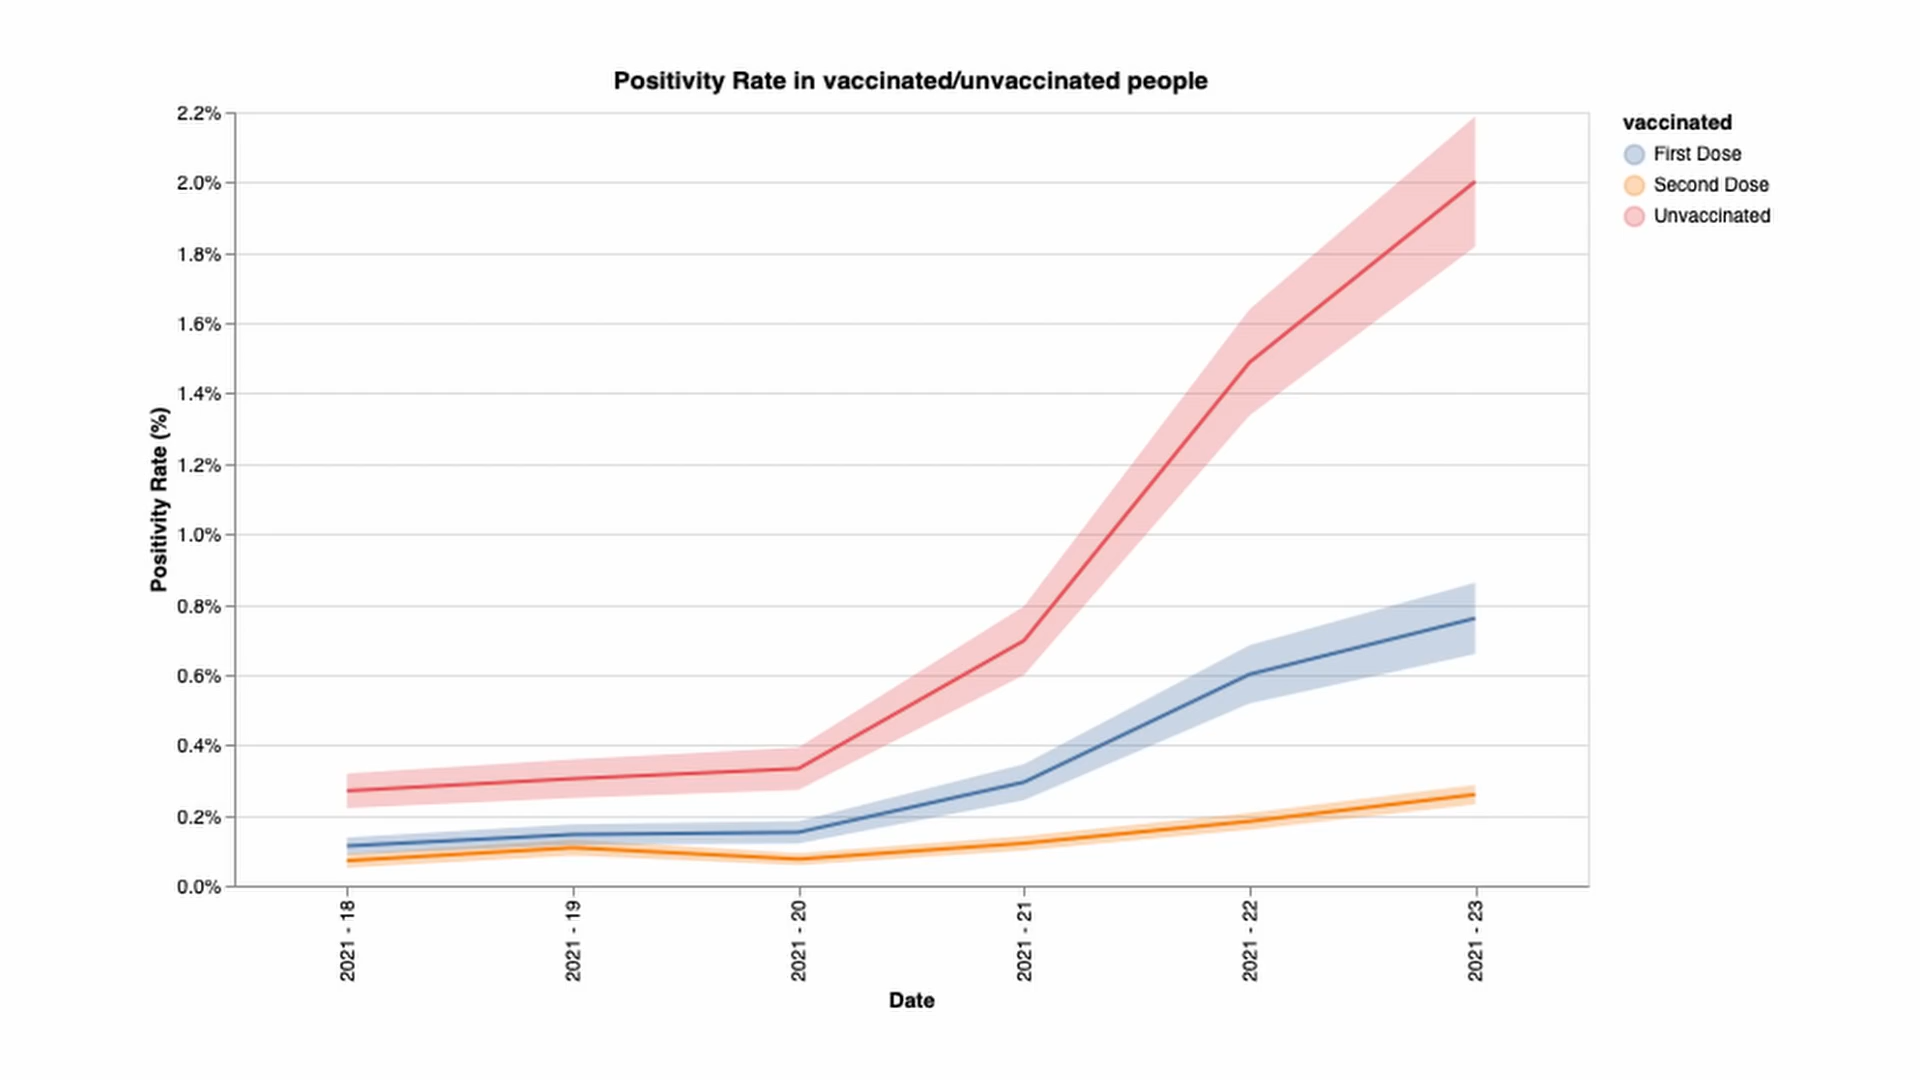 Positivity Rate in vaccinated/unvaccinated people
vaccinated
First Dose
Second Dose
Unvaccinated
Positivity Rate (%)
2.2%
2.0%
1.8%
1.6%
1.4%
1.2%
1.0%
0.8%
0.6%
0.4%
0.2%
0.0%
2021 - 18
2021 - 19
2021 - 20
2021 - 21
2021 - 22
2021 - 23
Date